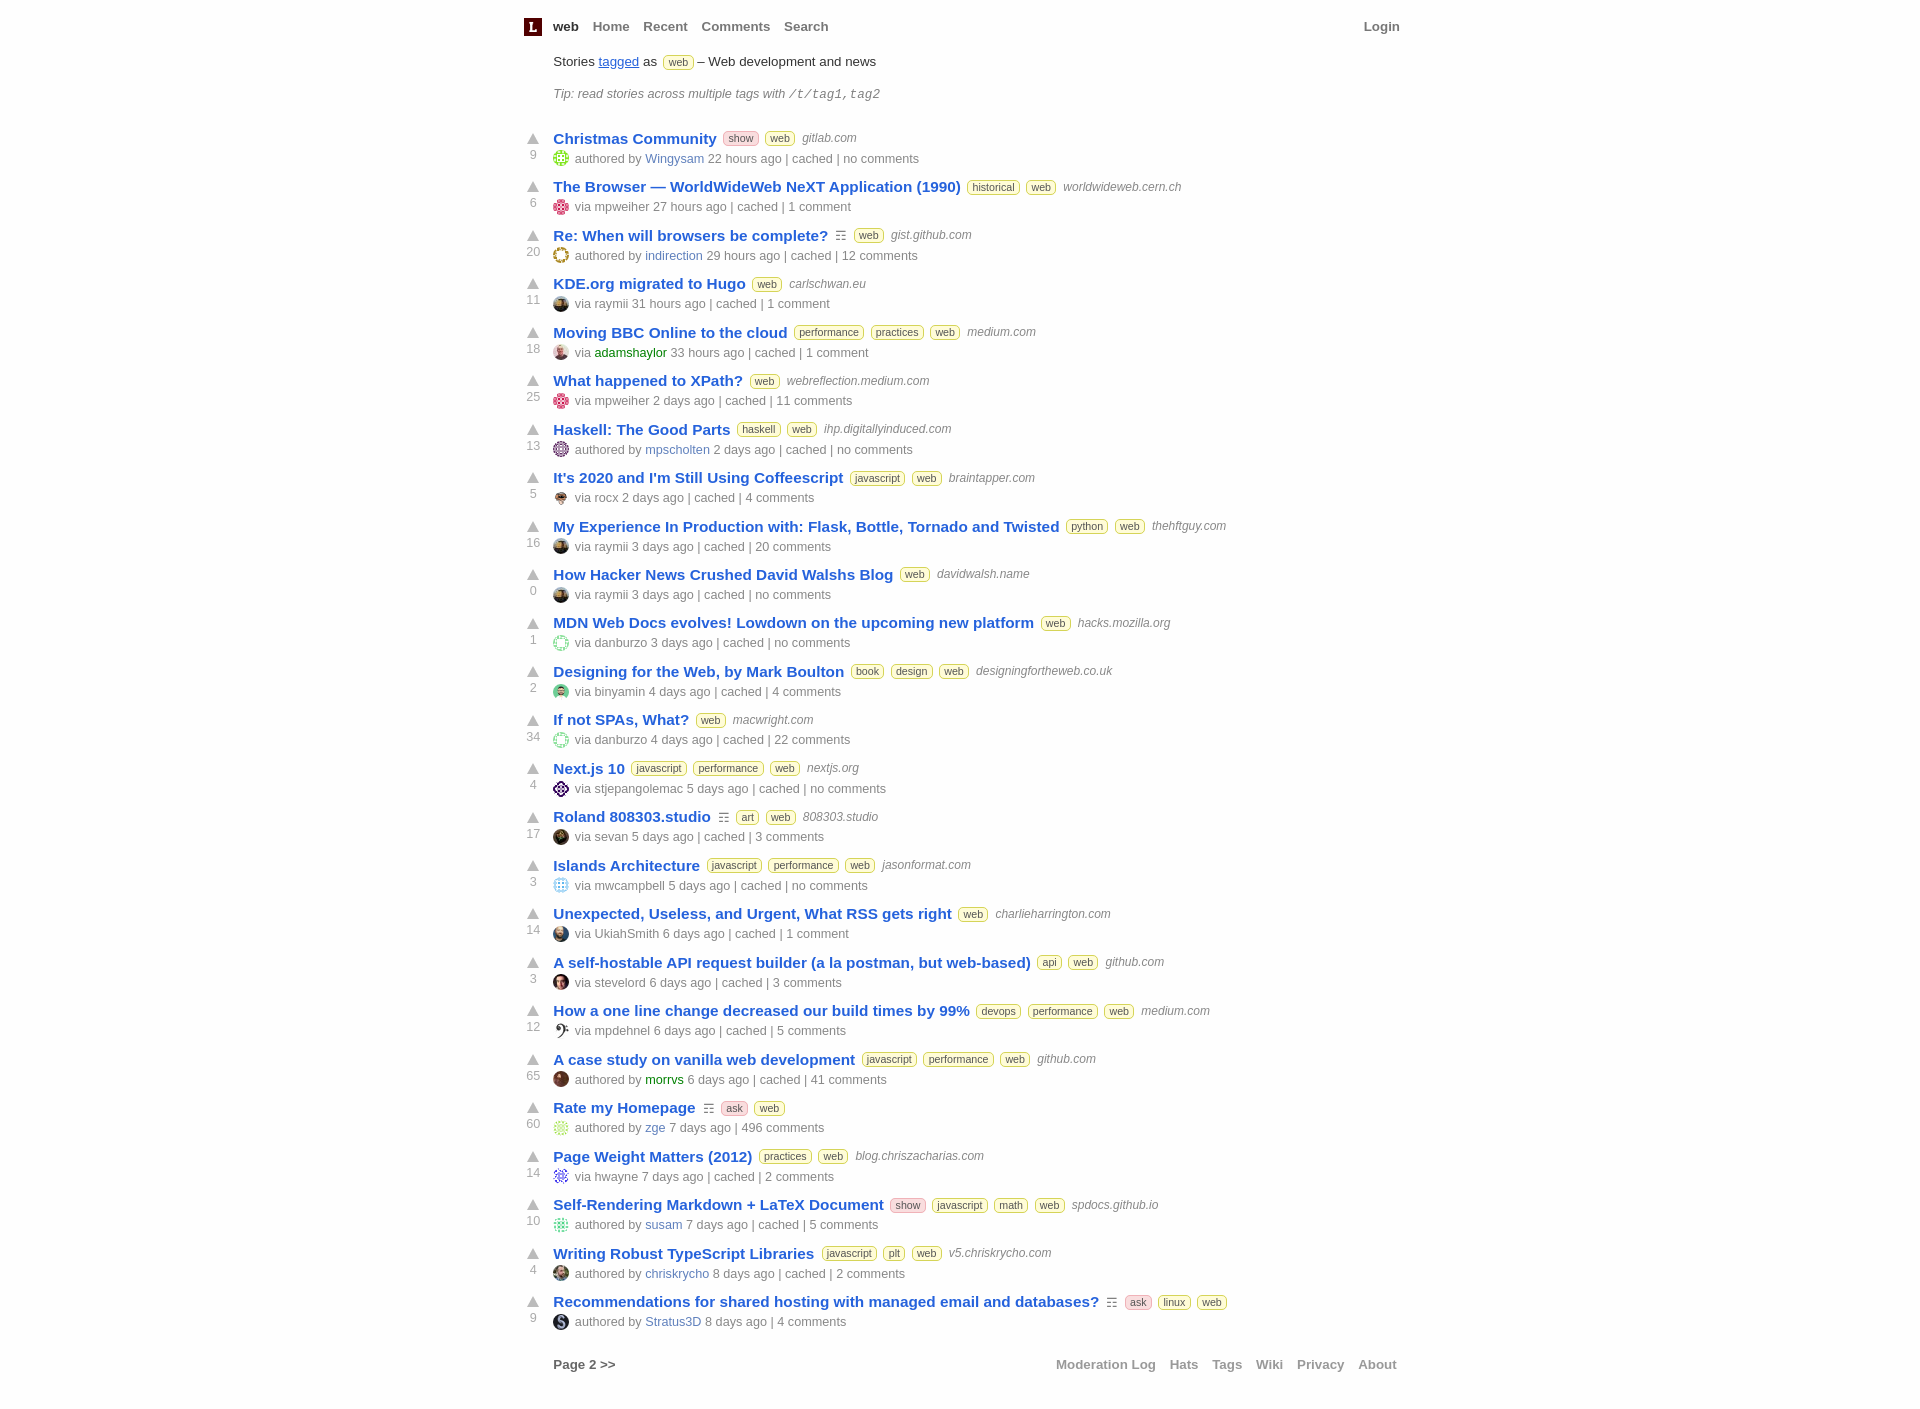 L web Home Recent Comments Search Login
Stories tagged as web – Web development and news
Tip: read stories across multiple tags with /t/tag1,tag2
Christmas Community show web gitlab.com
9 authored by Wingysam 22 hours ago | cached | no comments
The Browser — WorldWideWeb NeXT Application (1990) historical web worldwideweb.cern.ch
6 via mpweiher 27 hours ago | cached | 1 comment
Re: When will browsers be complete? ☶ web gist.github.com
20 authored by indirection 29 hours ago | cached | 12 comments
KDE.org migrated to Hugo web carlschwan.eu
11 via raymii 31 hours ago | cached | 1 comment
Moving BBC Online to the cloud performance practices web medium.com
18 via adamshaylor 33 hours ago | cached | 1 comment
What happened to XPath? web webreflection.medium.com
25 via mpweiher 2 days ago | cached | 11 comments
Haskell: The Good Parts haskell web ihp.digitallyinduced.com
13 authored by mpscholten 2 days ago | cached | no comments
It's 2020 and I'm Still Using Coffeescript javascript web braintapper.com
5 via rocx 2 days ago | cached | 4 comments
My Experience In Production with: Flask, Bottle, Tornado and Twisted python web thehftguy.com
16 via raymii 3 days ago | cached | 20 comments
How Hacker News Crushed David Walshs Blog web davidwalsh.name
0 via raymii 3 days ago | cached | no comments
MDN Web Docs evolves! Lowdown on the upcoming new platform web hacks.mozilla.org
1 via danburzo 3 days ago | cached | no comments
Designing for the Web, by Mark Boulton book design web designingfortheweb.co.uk
2 via binyamin 4 days ago | cached | 4 comments
If not SPAs, What? web macwright.com
34 via danburzo 4 days ago | cached | 22 comments
Next.js 10 javascript performance web nextjs.org
4 via stjepangolemac 5 days ago | cached | no comments
Roland 808303.studio ☶ art web 808303.studio
17 via sevan 5 days ago | cached | 3 comments
Islands Architecture javascript performance web jasonformat.com
3 via mwcampbell 5 days ago | cached | no comments
Unexpected, Useless, and Urgent, What RSS gets right web charlieharrington.com
14 via UkiahSmith 6 days ago | cached | 1 comment
A self-hostable API request builder (a la postman, but web-based) api web github.com
3 via stevelord 6 days ago | cached | 3 comments
How a one line change decreased our build times by 99% devops performance web medium.com
12 via mpdehnel 6 days ago | cached | 5 comments
A case study on vanilla web development javascript performance web github.com
65 authored by morrvs 6 days ago | cached | 41 comments
Rate my Homepage ☶ ask web
60 authored by zge 7 days ago | 496 comments
Page Weight Matters (2012) practices web blog.chriszacharias.com
14 via hwayne 7 days ago | cached | 2 comments
Self-Rendering Markdown + LaTeX Document show javascript math web spdocs.github.io
10 authored by susam 7 days ago | cached | 5 comments
Writing Robust TypeScript Libraries javascript plt web v5.chriskrycho.com
4 authored by chriskrycho 8 days ago | cached | 2 comments
Recommendations for shared hosting with managed email and databases? ☶ ask linux web
9 authored by Stratus3D 8 days ago | 4 comments
Page 2 >> Moderation Log Hats Tags Wiki Privacy About